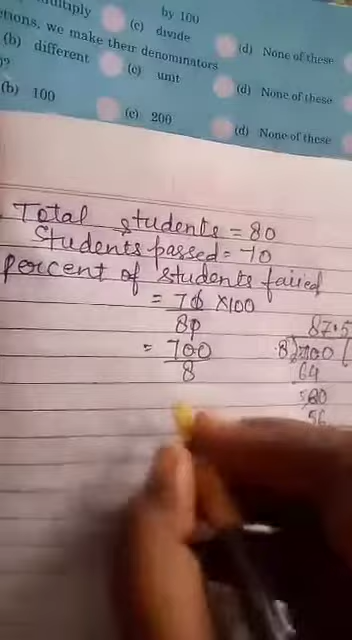 ultiply
by 100
(c) divide
(d) None of these
ctions, we make their denominators
(b) different
(c) unit
(d) None of these
)?
(b) 100
(c) 200
(d) None of these
Total students = 80
Students passed = 70
percent of students failed
= 70 × 100
80
= 700
8
87.5
8)700(
64
60
56